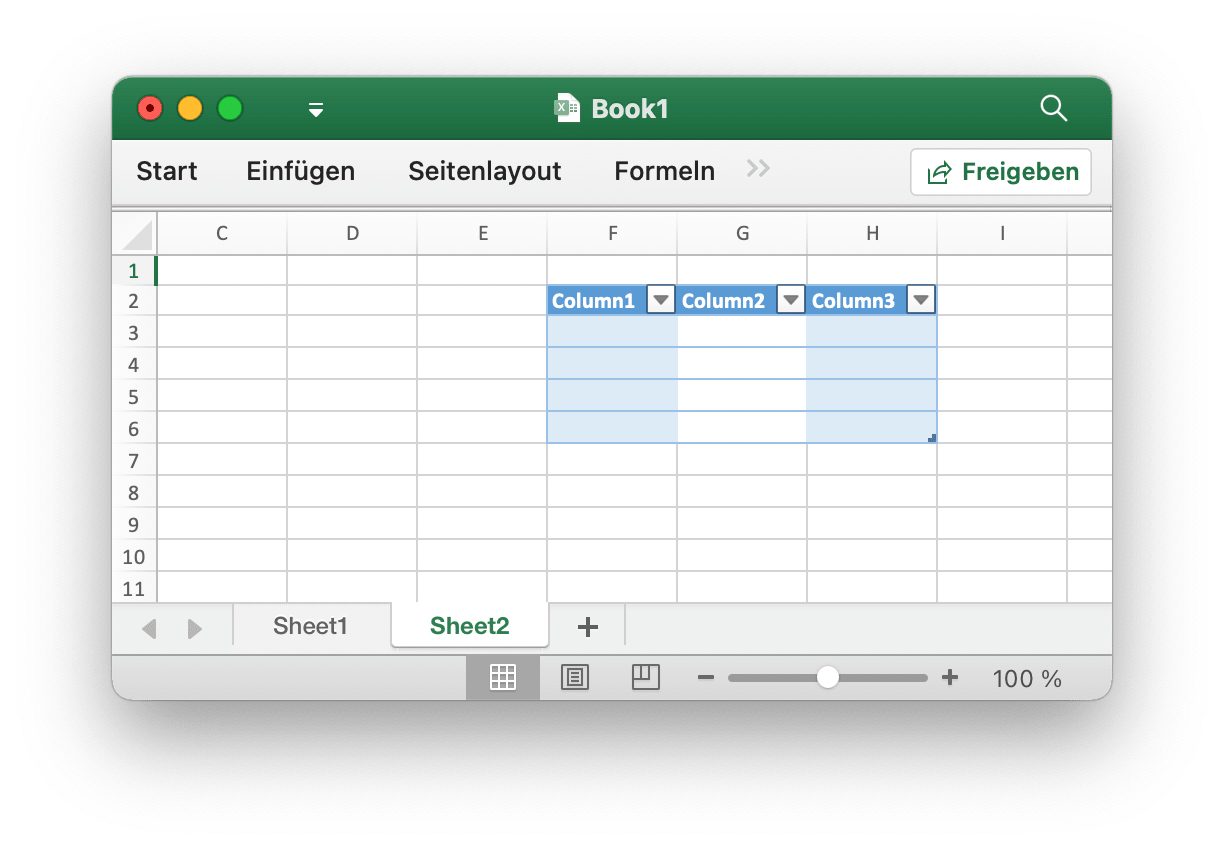 Book1
Start Einfügen Seitenlayout Formeln Freigeben
C D E F G H I
1
2 Column1 Column2 Column3
3
4
5
6
7
8
9
10
11
Sheet1 Sheet2
100 %